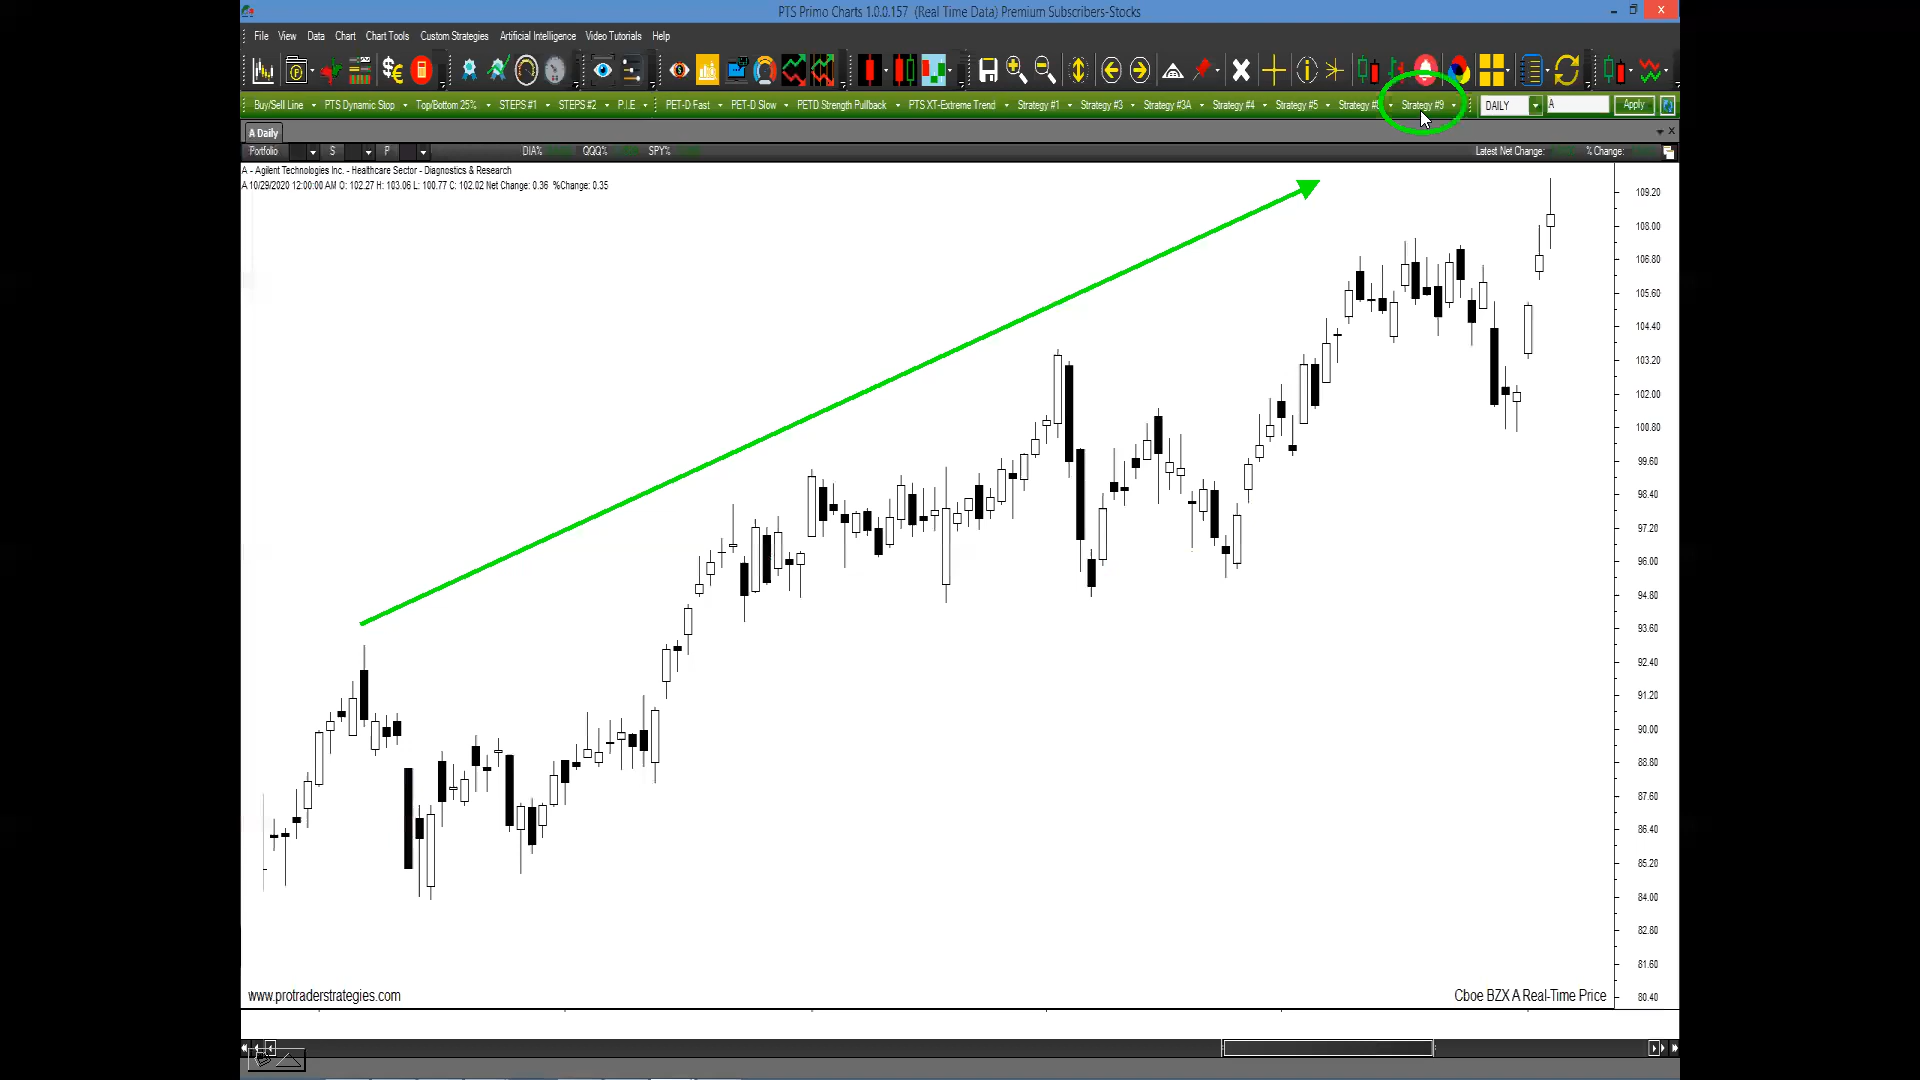 PTS Primo Charts 1.0.0.157 (Real Time Data) Premium Subscribers-Stocks
File View Data Chart Chart Tools Custom Strategies Artificial Intelligence Video Tutorials Help
Buy/Sell Line PTS Dynamic Stop Top/Bottom 25% STEPS #1 STEPS #2 P.I.E PET-D Fast PET-D Slow PETD Strength Pullback PTS XT-Extreme Trend Strategy #1 Strategy #3 Strategy #3A Strategy #4 Strategy #5 Strategy Strategy #9 DAILY A Apply
A Daily
Portfolio S P DIA% QQQ% SPY% Latest Net Change: % Change:
A - Agilent Technologies Inc. - Healthcare Sector - Diagnostics & Research
A 10/29/2020 12:00:00 AM O: 102.27 H: 103.06 L: 100.77 C: 102.02 Net Change: 0.36 %Change: 0.35
109.20
108.00
106.80
105.60
104.40
103.20
102.00
100.80
99.60
98.40
97.20
96.00
94.80
93.60
92.40
91.20
90.00
88.80
87.60
86.40
85.20
84.00
82.80
81.60
80.40
www.protraderstrategies.com
Cboe BZX A Real-Time Price